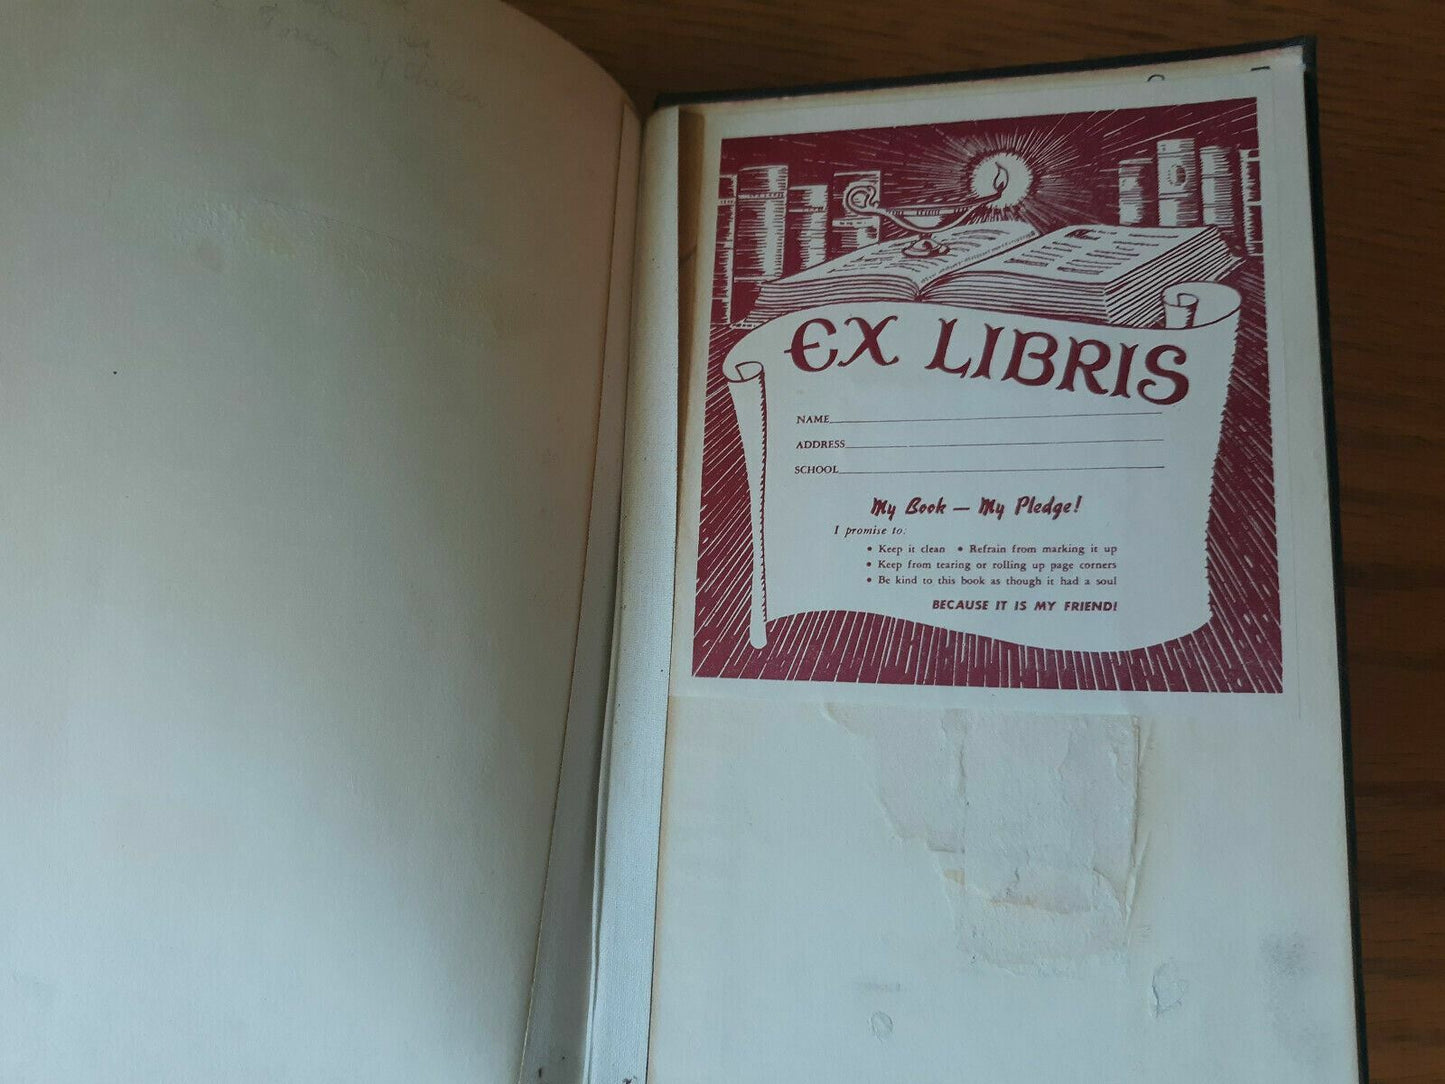 EX LIBRIS
NAME
ADDRESS
SCHOOL
My Book — My Pledge!
I promise to:
• Keep it clean • Refrain from marking it up
• Keep from tearing or rolling up page corners
• Be kind to this book as though it had a soul
BECAUSE IT IS MY FRIEND!